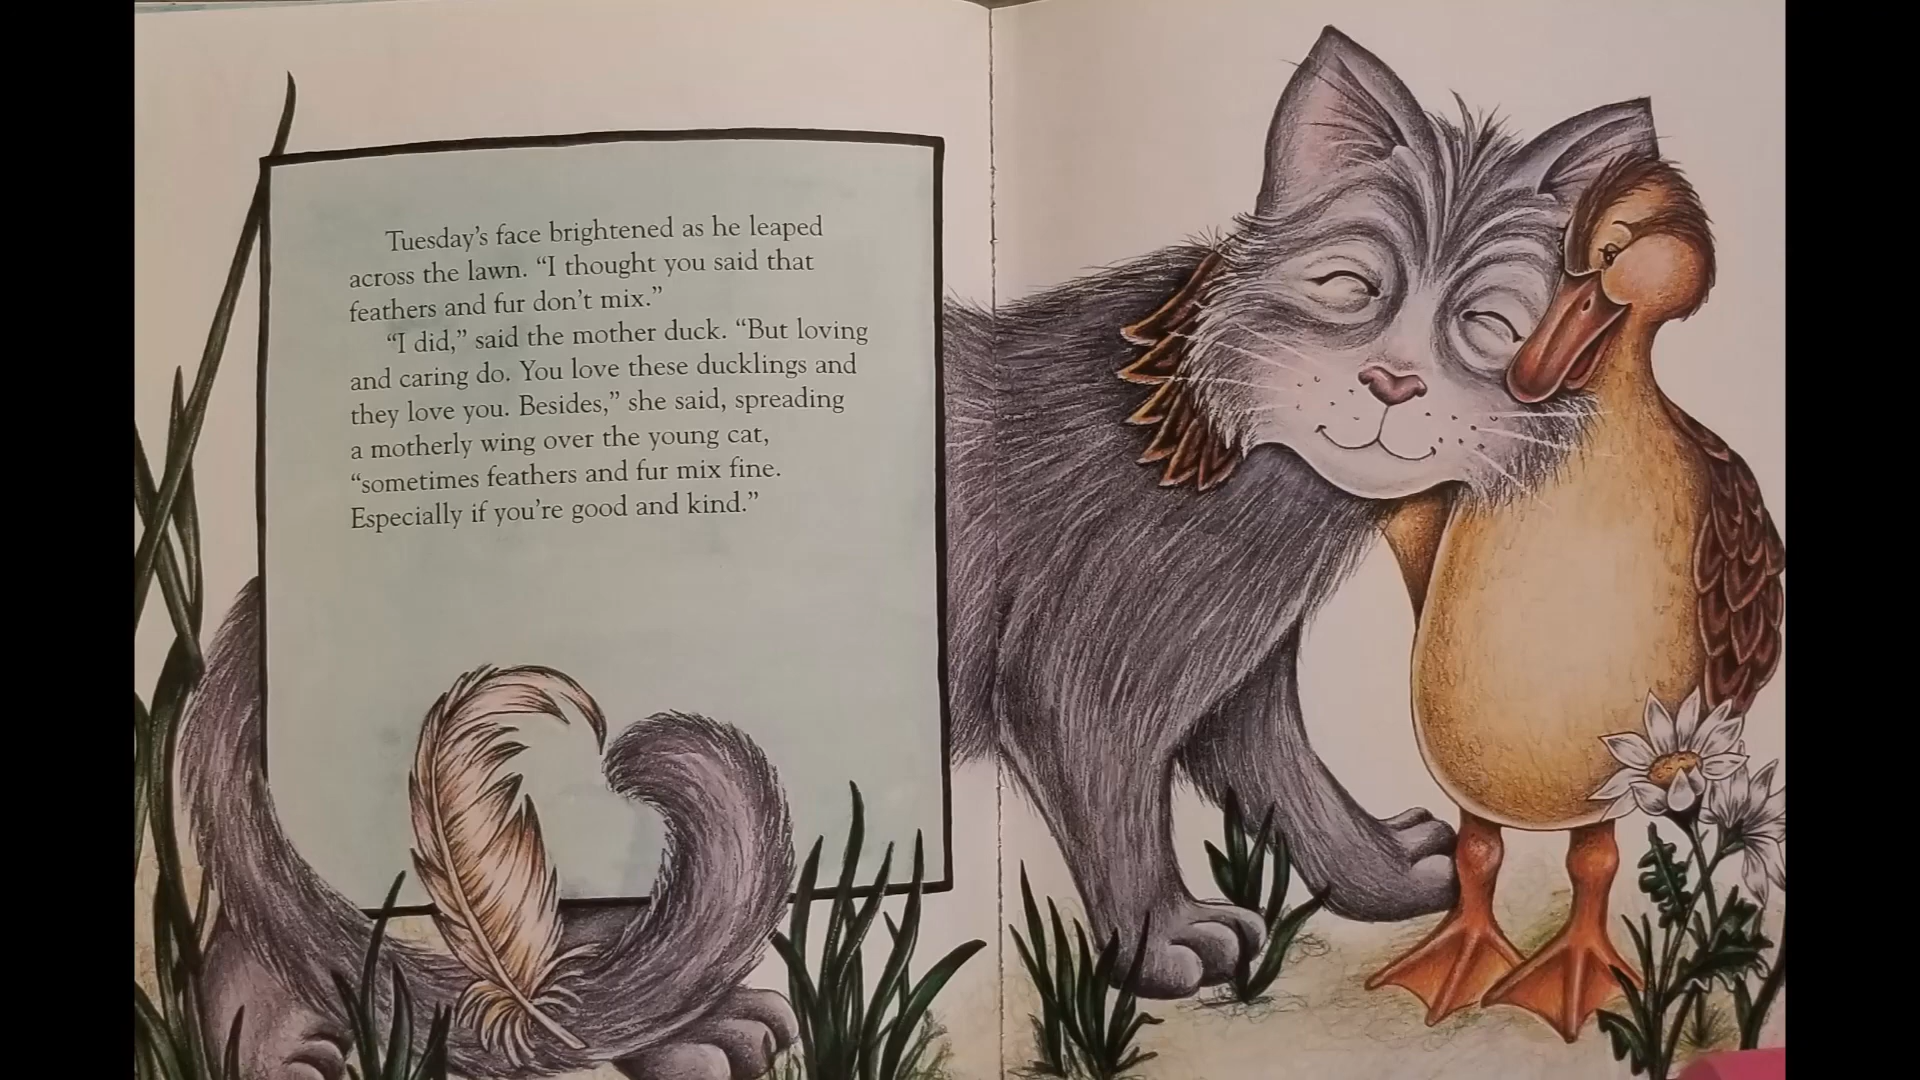 Tuesday’s face brightened as he leaped
across the lawn. “I thought you said that
feathers and fur don’t mix.”
“I did,” said the mother duck. “But loving
and caring do. You love these ducklings and
they love you. Besides,” she said, spreading
a motherly wing over the young cat,
“sometimes feathers and fur mix fine.
Especially if you’re good and kind.”